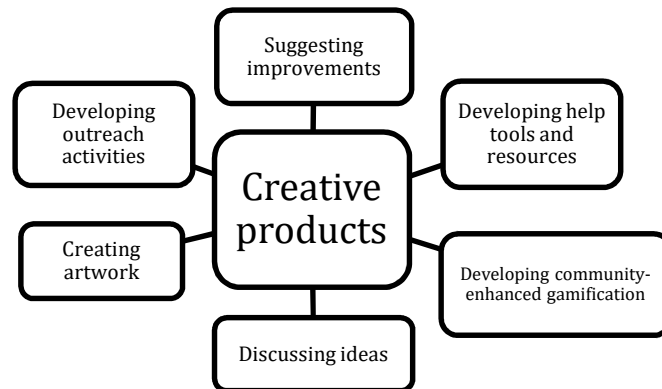 Suggesting
improvements
Developing
outreach
activities
Developing help
tools and
resources
Creative
products
Creating
artwork
Developing community-
enhanced gamification
Discussing ideas